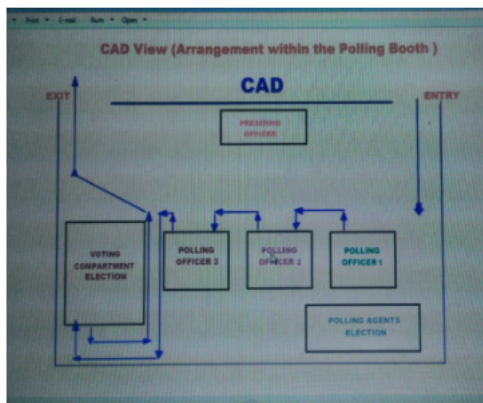 Print E-mail Burn Open
CAD View (Arrangement within the Polling Booth )
CAD
EXIT
ENTRY
PRESIDING
OFFICER
VOTING
COMPARTMENT
ELECTION
POLLING
OFFICER 3
POLLING
OFFICER 2
POLLING
OFFICER 1
POLLING AGENTS
ELECTION